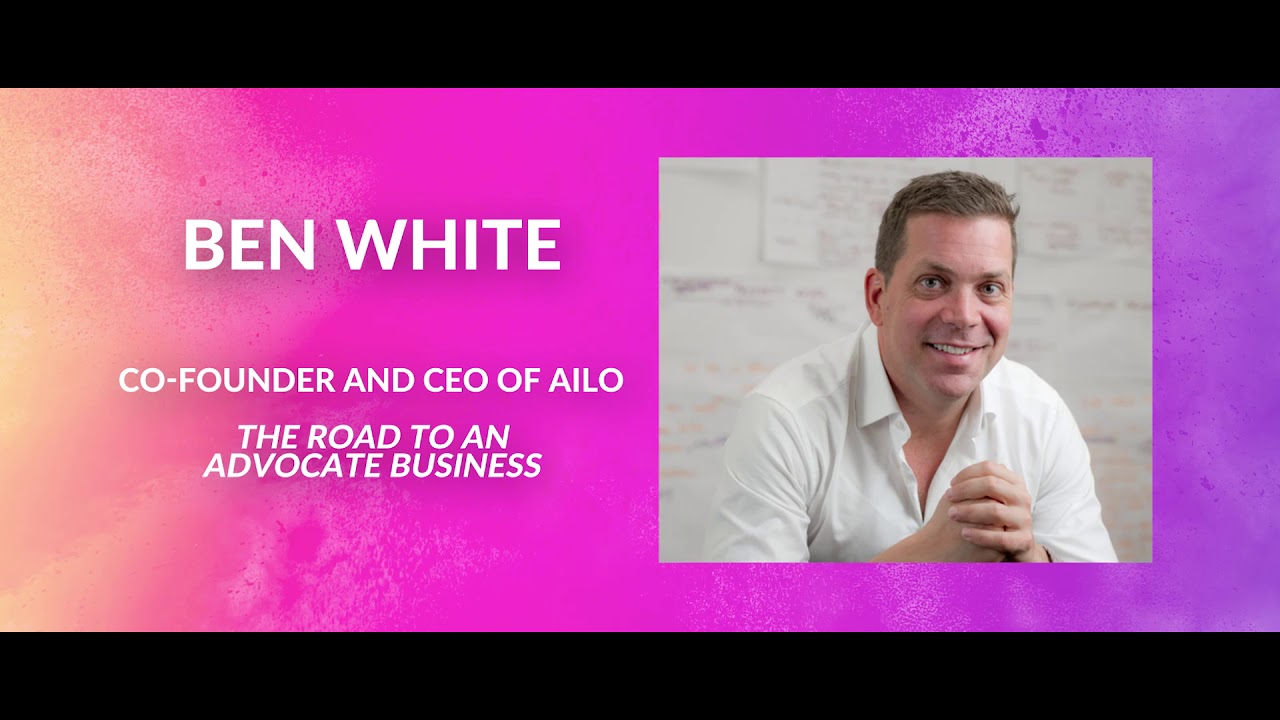 BEN WHITE
CO-FOUNDER AND CEO OF AILO
THE ROAD TO AN
ADVOCATE BUSINESS